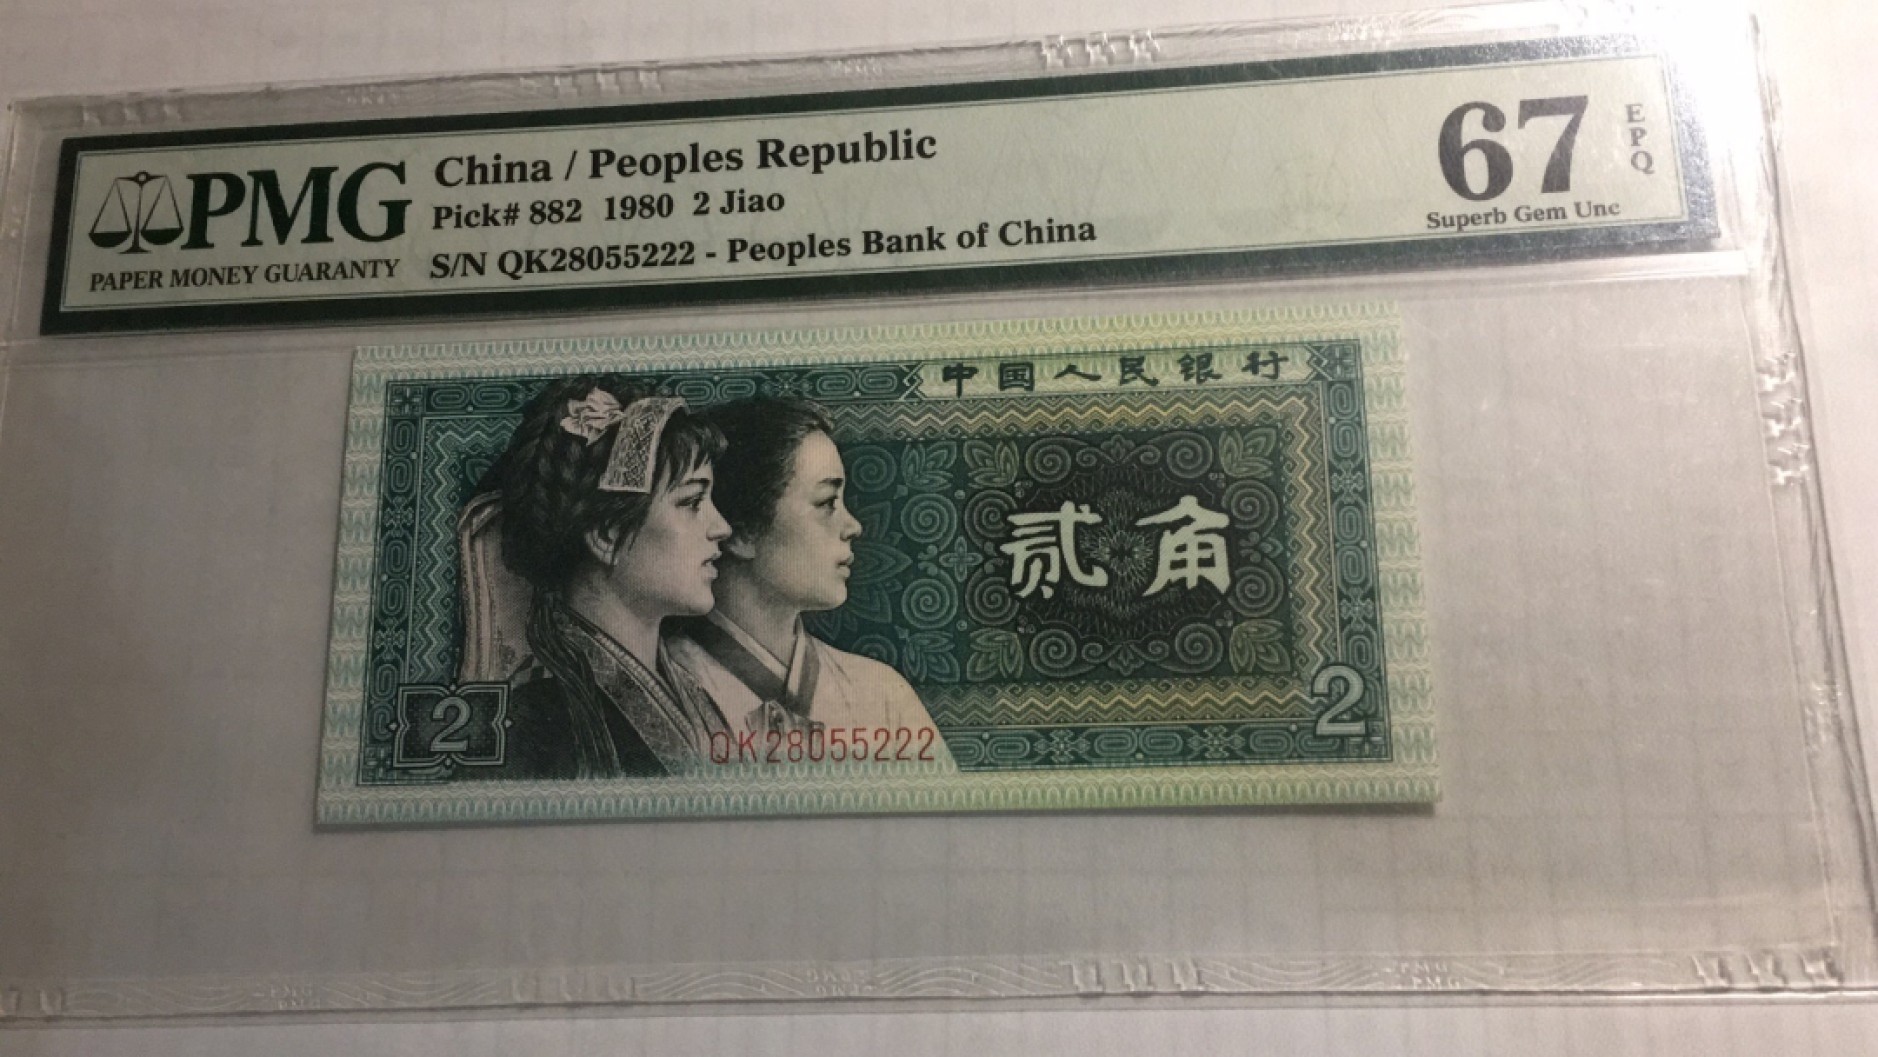 PMG
PAPER MONEY GUARANTY
China / Peoples Republic
Pick# 882 1980 2 Jiao
S/N QK28055222 - Peoples Bank of China
67
EPQ
Superb Gem Unc
中国人民银行
贰角
2
2
QK28055222